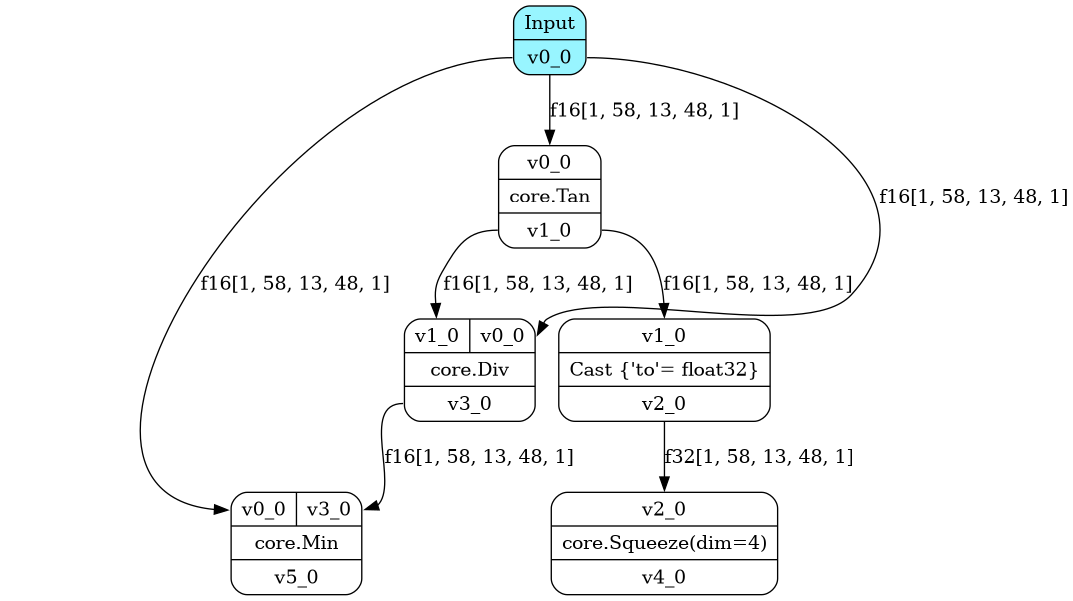 Input
v0_0
f16[1, 58, 13, 48, 1]
v0_0
core.Tan
v1_0
f16[1, 58, 13, 48, 1]
f16[1, 58, 13, 48, 1]
f16[1, 58, 13, 48, 1]
f16[1, 58, 13, 48, 1]
v1_0 v0_0
core.Div
v3_0
v1_0
Cast {'to'= float32}
v2_0
f16[1, 58, 13, 48, 1]
f32[1, 58, 13, 48, 1]
v0_0 v3_0
core.Min
v5_0
v2_0
core.Squeeze(dim=4)
v4_0